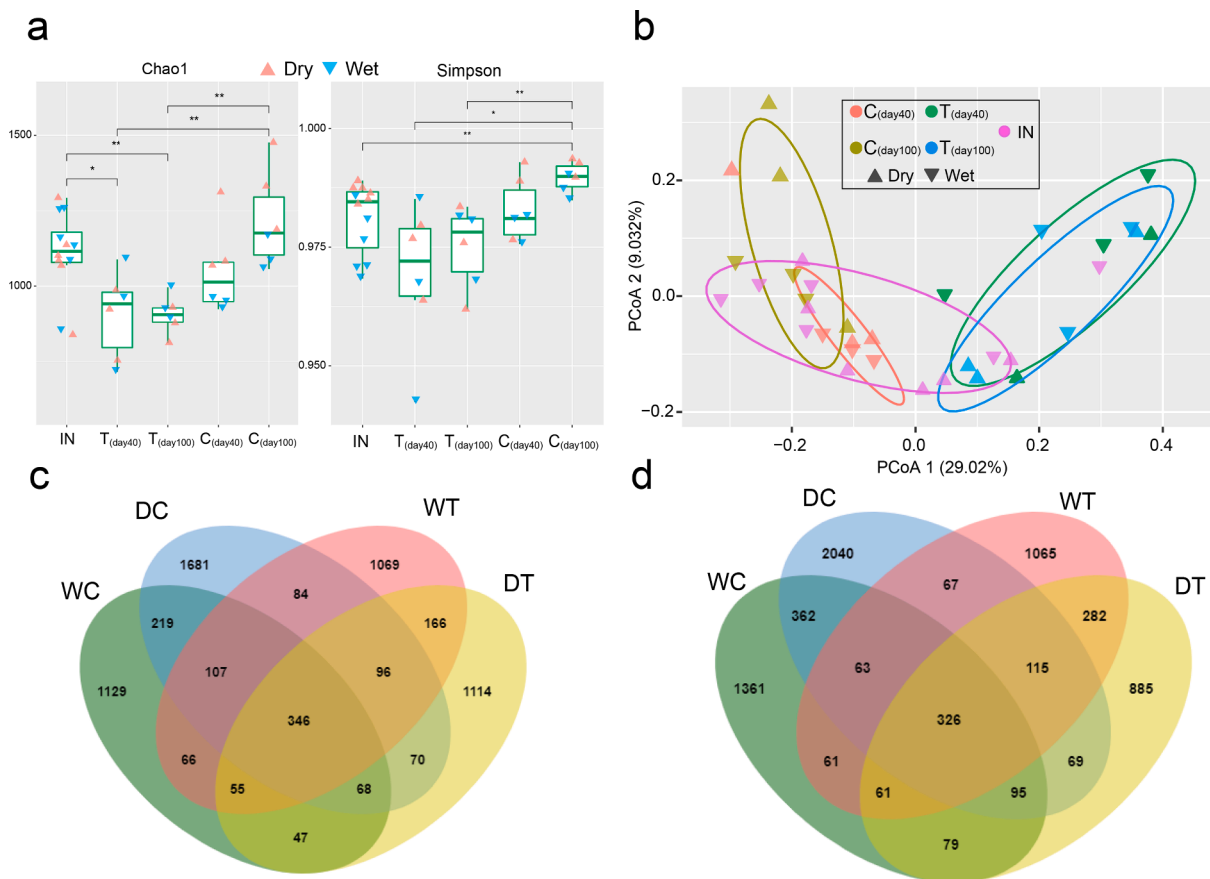 a
Chao1
Dry
Wet
Simpson
1500
1000
**
**
**
*
IN
T(day40)
T(day100)
C(day40)
C(day100)
1.000
0.975
0.950
**
*
**
IN
T(day40)
T(day100)
C(day40)
C(day100)
b
C(day40)
T(day40)
IN
C(day100)
T(day100)
Dry
Wet
PCoA 2 (9.032%)
0.2
0.0
−0.2
−0.2
0.0
0.2
0.4
PCoA 1 (29.02%)
c
DC
WT
WC
DT
1681
1069
84
219
166
107
96
1129
1114
346
66
70
55
68
47
d
DC
WT
WC
DT
2040
1065
67
362
282
63
115
1361
885
326
61
69
61
95
79